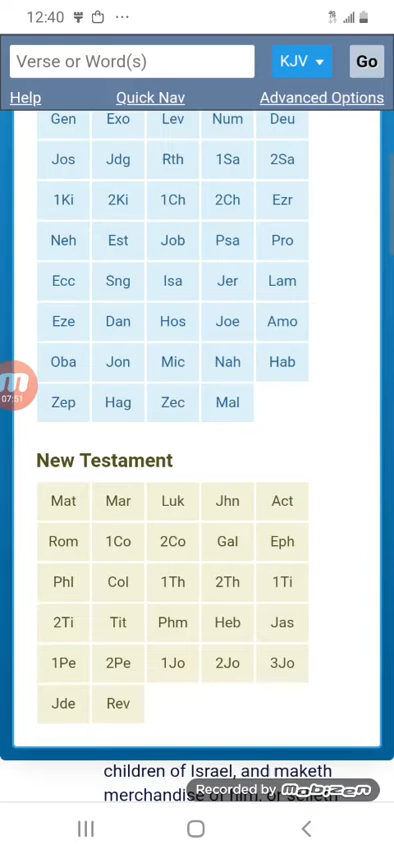 12:40
Verse or Word(s) KJV Go
Help Quick Nav Advanced Options
Gen Exo Lev Num Deu
Jos Jdg Rth 1Sa 2Sa
1Ki 2Ki 1Ch 2Ch Ezr
Neh Est Job Psa Pro
Ecc Sng Isa Jer Lam
Eze Dan Hos Joe Amo
Oba Jon Mic Nah Hab
07:51
Zep Hag Zec Mal
New Testament
Mat Mar Luk Jhn Act
Rom 1Co 2Co Gal Eph
Phl Col 1Th 2Th 1Ti
2Ti Tit Phm Heb Jas
1Pe 2Pe 1Jo 2Jo 3Jo
Jde Rev
children of Israel, and maketh
merchandise of him, or selleth
Recorded by mobizen